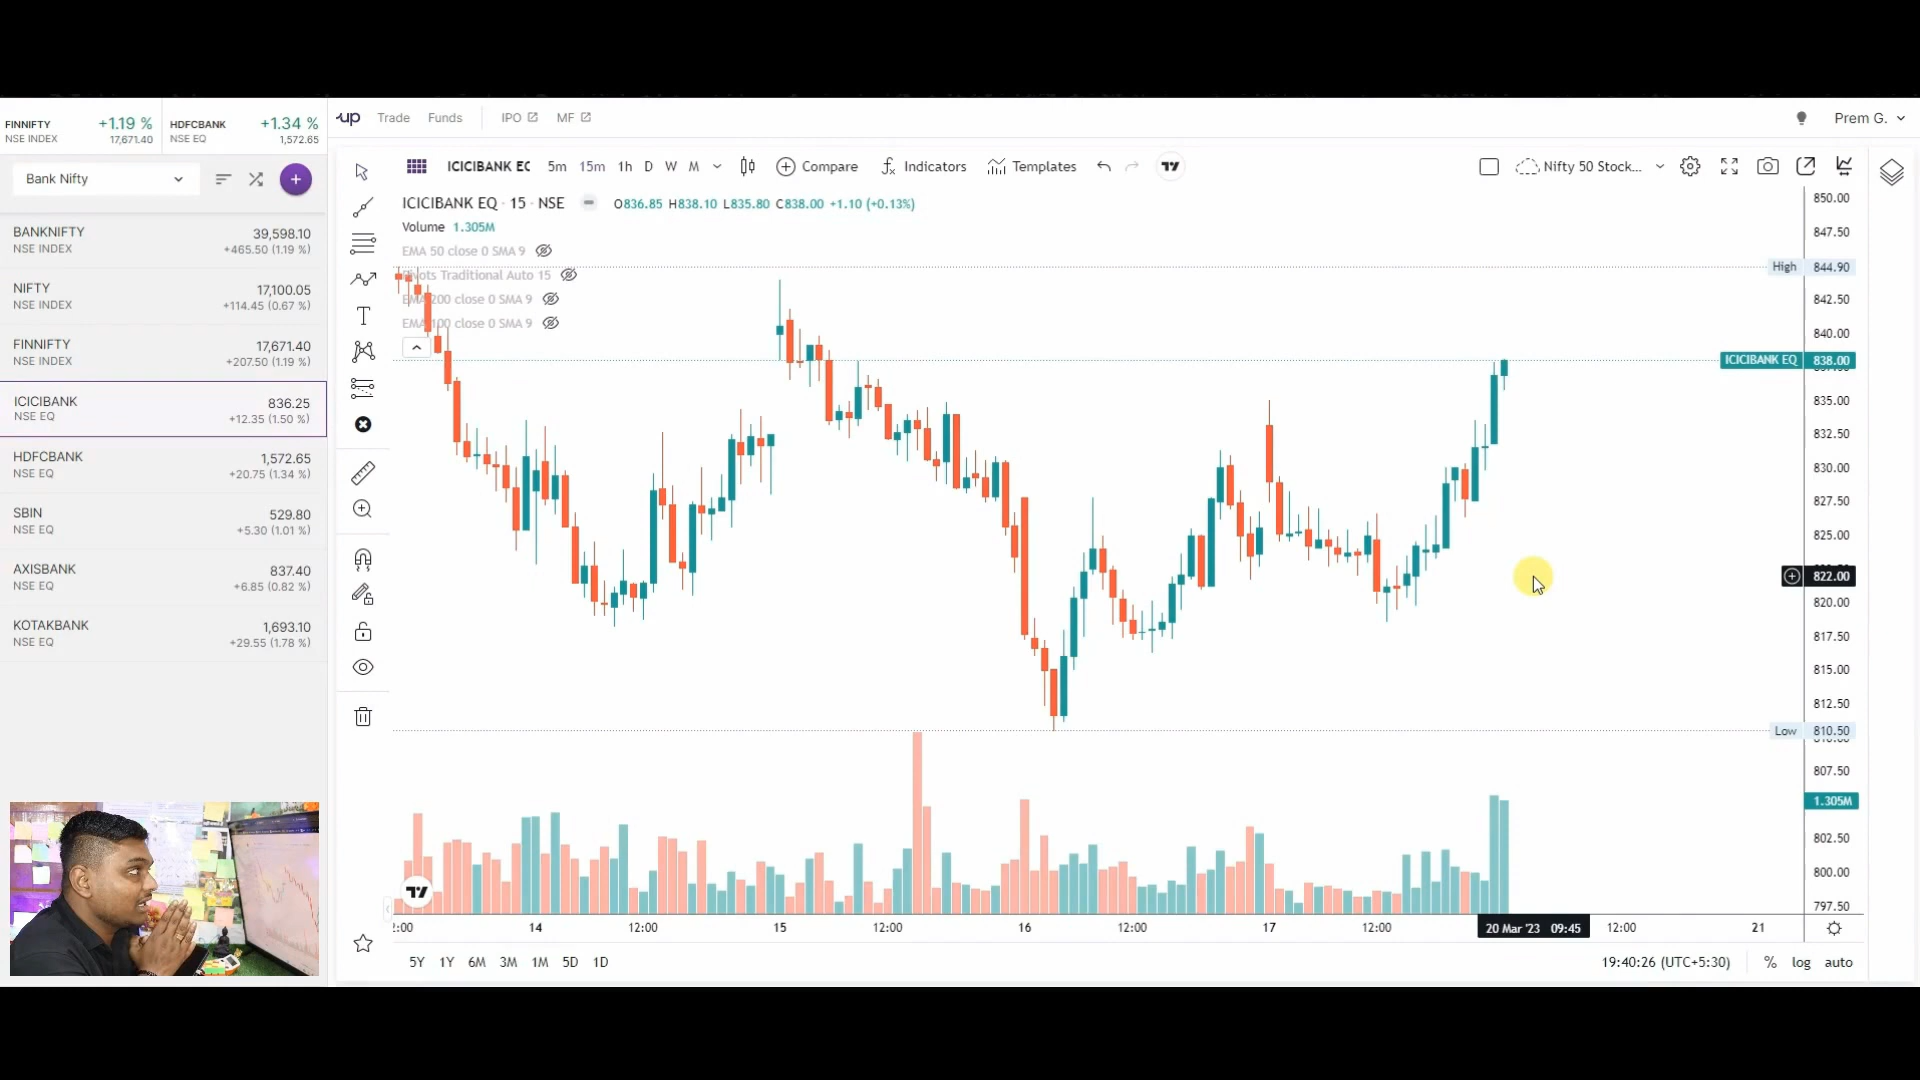 FINNIFTY +1.19 %
NSE INDEX 17,671.40
HDFCBANK +1.34 %
NSE EQ 1,572.65
up Trade Funds IPO MF
Prem G.
Bank Nifty
BANKNIFTY 39,598.10
NSE INDEX +465.50 (1.19 %)
NIFTY 17,100.05
NSE INDEX +114.45 (0.67 %)
FINNIFTY 17,671.40
NSE INDEX +207.50 (1.19 %)
ICICIBANK 836.25
NSE EQ +12.35 (1.50 %)
HDFCBANK 1,572.65
NSE EQ +20.75 (1.34 %)
SBIN 529.80
NSE EQ +5.30 (1.01 %)
AXISBANK 837.40
NSE EQ +6.85 (0.82 %)
KOTAKBANK 1,693.10
NSE EQ +29.55 (1.78 %)
ICICIBANK EC 5m 15m 1h D W M Compare Indicators Templates
Nifty 50 Stock...
ICICIBANK EQ · 15 · NSE O836.85 H838.10 L835.80 C838.00 +1.10 (+0.13%)
Volume 1.305M
EMA 50 close 0 SMA 9
Pivots Traditional Auto 15
EMA 200 close 0 SMA 9
EMA 100 close 0 SMA 9
850.00
847.50
High 844.90
842.50
840.00
ICICIBANK EQ 838.00
835.00
832.50
830.00
827.50
825.00
822.00
820.00
817.50
815.00
812.50
Low 810.50
807.50
1.305M
802.50
800.00
797.50
2:00 14 12:00 15 12:00 16 12:00 17 12:00 20 Mar '23 09:45 12:00 21
5Y 1Y 6M 3M 1M 5D 1D
19:40:26 (UTC+5:30) % log auto